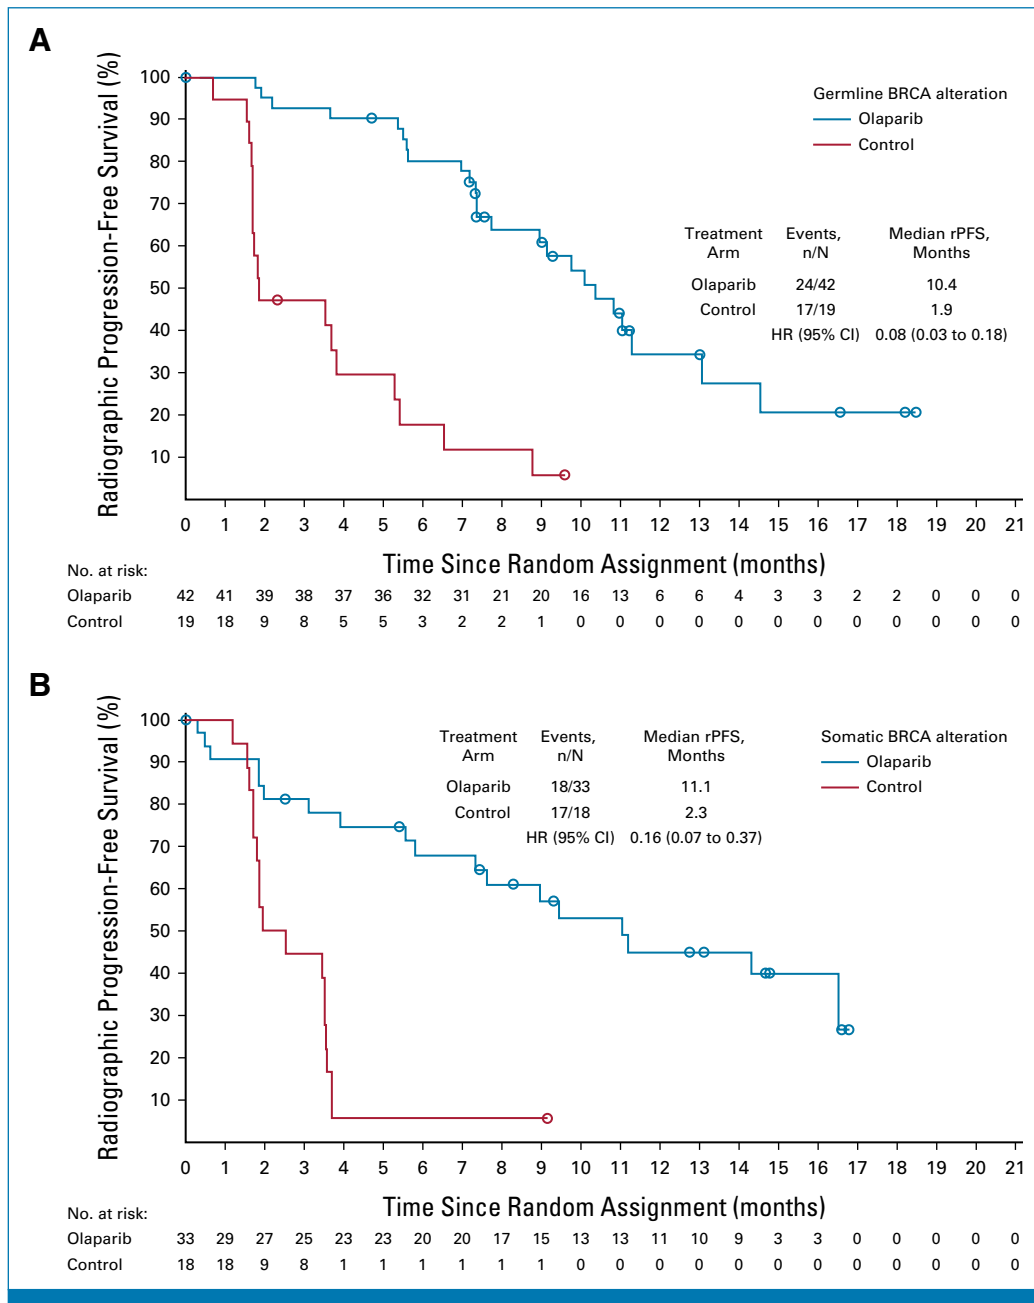 A
Radiographic Progression-Free Survival (%)
100
90
80
70
60
50
40
30
20
10
Germline BRCA alteration
Olaparib
Control
Treatment Arm Events, n/N Median rPFS, Months
Olaparib 24/42 10.4
Control 17/19 1.9
HR (95% CI) 0.08 (0.03 to 0.18)
0 1 2 3 4 5 6 7 8 9 10 11 12 13 14 15 16 17 18 19 20 21
Time Since Random Assignment (months)
No. at risk:
Olaparib 42 41 39 38 37 36 32 31 21 20 16 13 6 6 4 3 3 2 2 0 0 0
Control 19 18 9 8 5 5 3 2 2 1 0 0 0 0 0 0 0 0 0 0 0 0
B
Radiographic Progression-Free Survival (%)
100
90
80
70
60
50
40
30
20
10
Treatment Arm Events, n/N Median rPFS, Months
Olaparib 18/33 11.1
Control 17/18 2.3
HR (95% CI) 0.16 (0.07 to 0.37)
Somatic BRCA alteration
Olaparib
Control
0 1 2 3 4 5 6 7 8 9 10 11 12 13 14 15 16 17 18 19 20 21
Time Since Random Assignment (months)
No. at risk:
Olaparib 33 29 27 25 23 23 20 20 17 15 13 13 11 10 9 3 3 0 0 0 0 0
Control 18 18 9 8 1 1 1 1 1 1 0 0 0 0 0 0 0 0 0 0 0 0